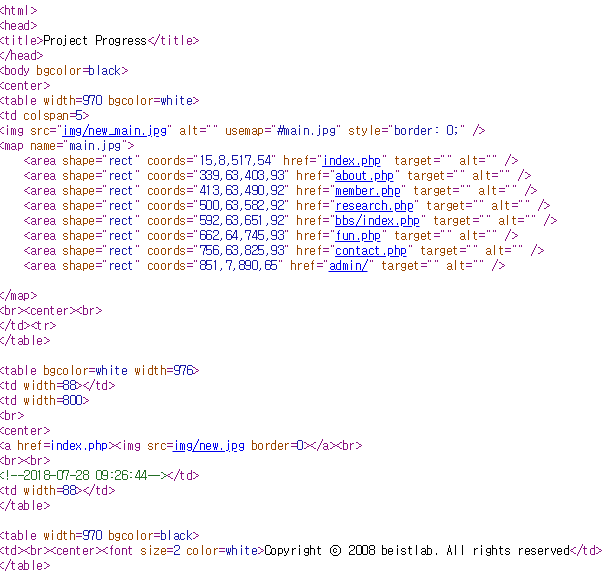 <html>
<head>
<title>Project Progress</title>
</head>
<body bgcolor=black>
<center>
<table width=970 bgcolor=white>
<td colspan=5>
<img src="img/new_main.jpg" alt="" usemap="#main.jpg" style="border: 0;" />
<map name="main.jpg">
<area shape="rect" coords="15,8,517,54" href="index.php" target="" alt="" />
<area shape="rect" coords="339,63,403,93" href="about.php" target="" alt="" />
<area shape="rect" coords="413,63,490,92" href="member.php" target="" alt="" />
<area shape="rect" coords="500,63,582,92" href="research.php" target="" alt="" />
<area shape="rect" coords="592,63,651,92" href="bbs/index.php" target="" alt="" />
<area shape="rect" coords="662,64,745,93" href="fun.php" target="" alt="" />
<area shape="rect" coords="756,63,825,93" href="contact.php" target="" alt="" />
<area shape="rect" coords="851,7,890,65" href="admin/" target="" alt="" />
</map>
<br><center><br>
</td><tr>
</table>
<table bgcolor=white width=976>
<td width=88></td>
<td width=800>
<br>
<center>
<a href=index.php><img src=img/new.jpg border=0></a><br>
<br><br>
<!--2018-07-28 09:26:44--></td>
<td width=88></td>
</table>
<table width=970 bgcolor=black>
<td><br><center><font size=2 color=white>Copyright ⓒ 2008 beistlab. All rights reserved</td>
</table>